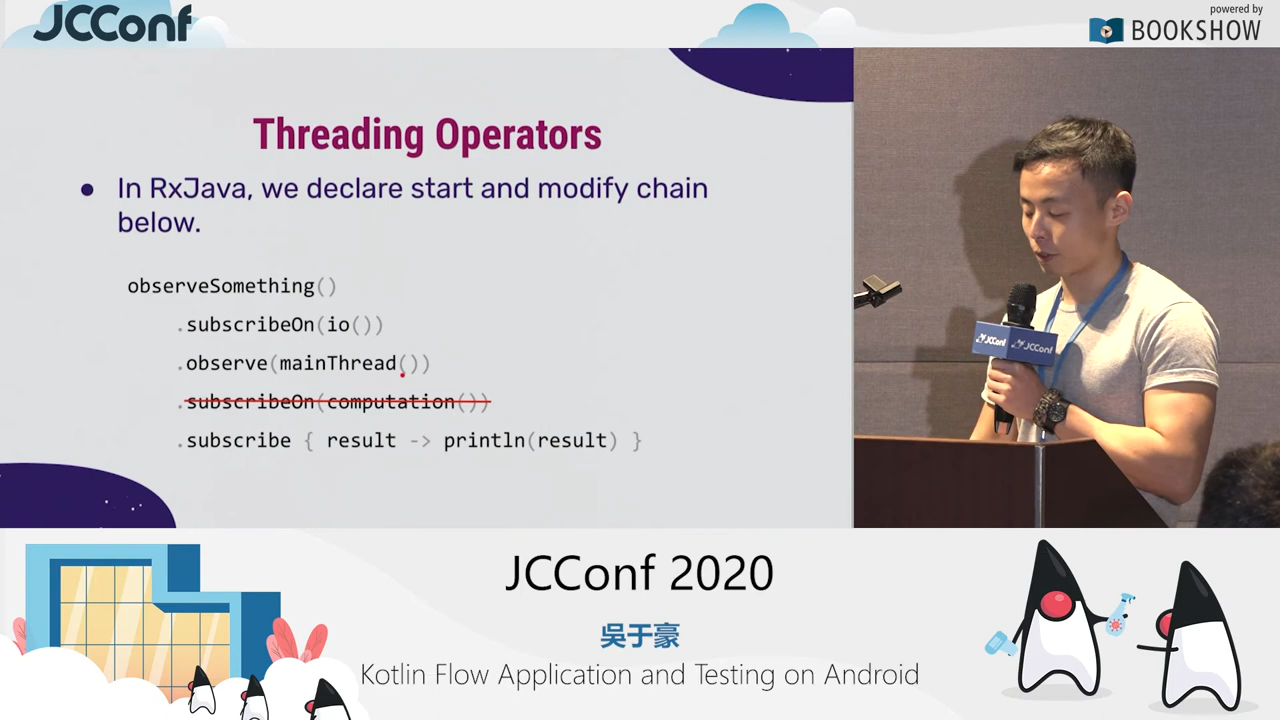 JCConf
powered by
BOOKSHOW
Threading Operators
● In RxJava, we declare start and modify chain
below.
observeSomething()
.subscribeOn(io())
.observe(mainThread())
.subscribeOn(computation())
.subscribe { result -> println(result) }
JCConf
JCConf
JCConf 2020
吳于豪
Kotlin Flow Application and Testing on Android